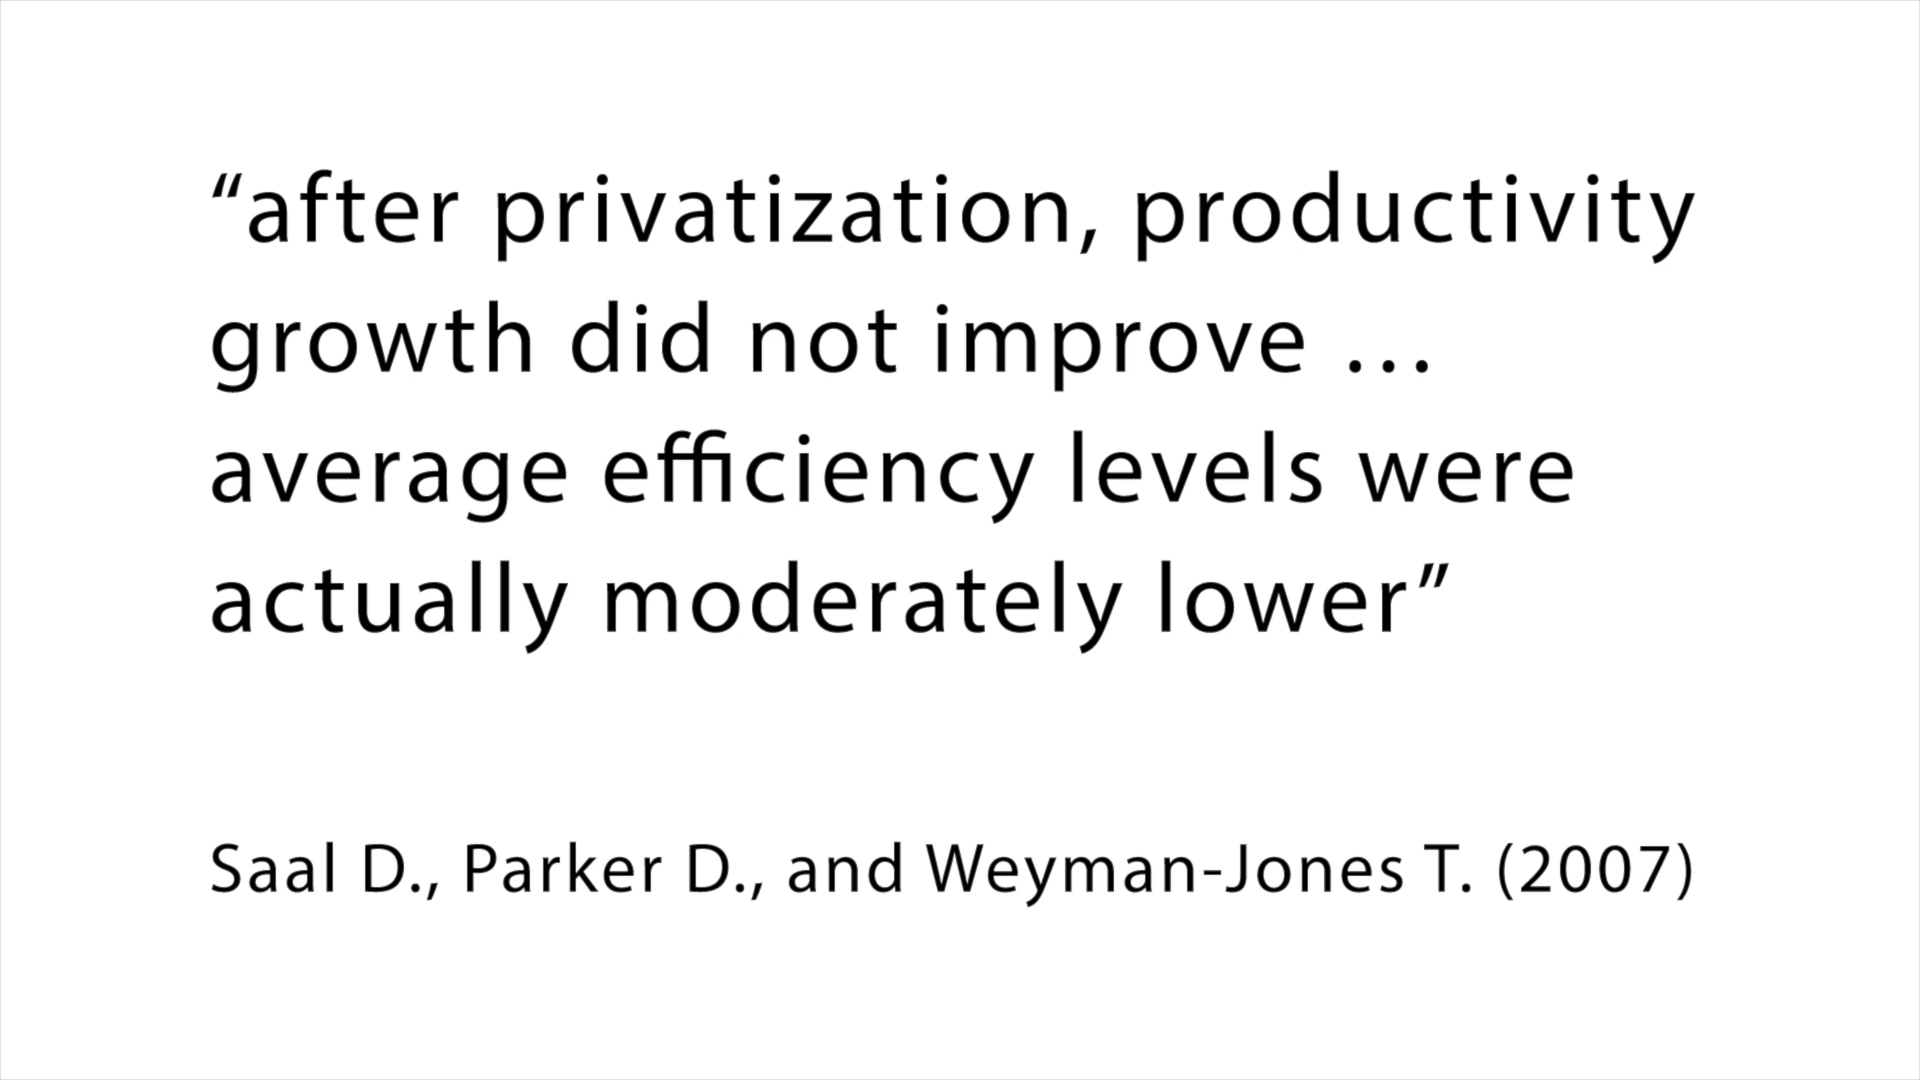 “after privatization, productivity
growth did not improve …
average efficiency levels were
actually moderately lower”
Saal D., Parker D., and Weyman-Jones T. (2007)